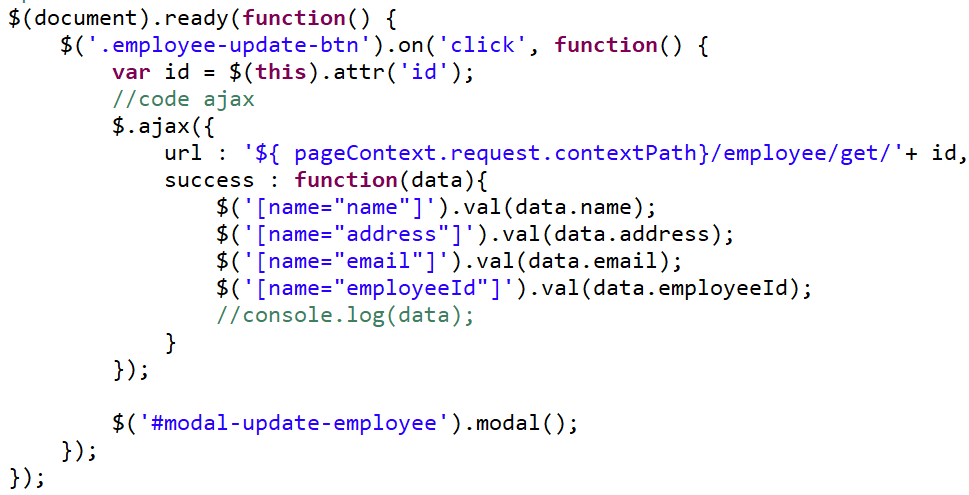 $(document).ready(function() {
    $('.employee-update-btn').on('click', function() {
        var id = $(this).attr('id');
        //code ajax
        $.ajax({
            url : '${ pageContext.request.contextPath}/employee/get/'+ id,
            success : function(data){
                $('[name="name"]').val(data.name);
                $('[name="address"]').val(data.address);
                $('[name="email"]').val(data.email);
                $('[name="employeeId"]').val(data.employeeId);
                //console.log(data);
            }
        });

        $('#modal-update-employee').modal();
    });
});